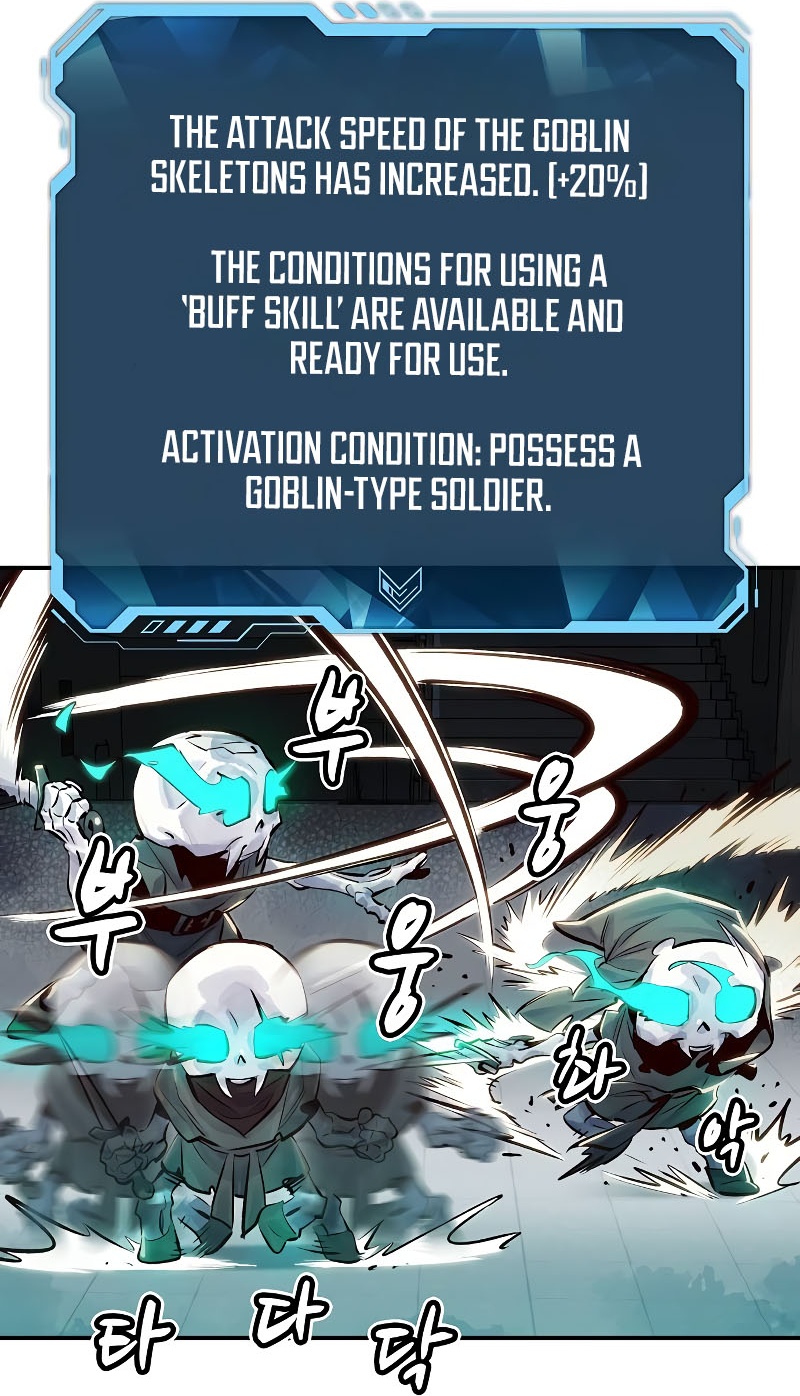 THE ATTACK SPEED OF THE GOBLIN
SKELETONS HAS INCREASED. [+20%]
THE CONDITIONS FOR USING A
'BUFF SKILL' ARE AVAILABLE AND
READY FOR USE.
ACTIVATION CONDITION: POSSESS A
GOBLIN-TYPE SOLDIER.
부
웅
부
웅
화
악
타
다
닥